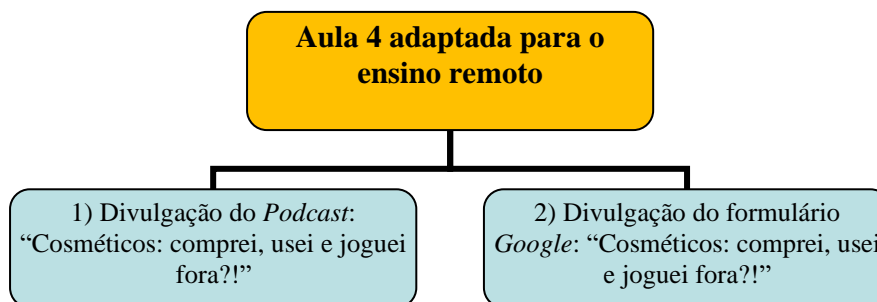 Aula 4 adaptada para o
ensino remoto
1) Divulgação do Podcast:
“Cosméticos: comprei, usei e joguei
fora?!”
2) Divulgação do formulário
Google: “Cosméticos: comprei, usei
e joguei fora?!”